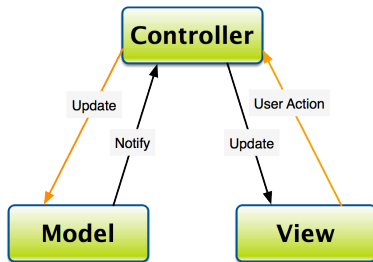 Controller
Update
User Action
Notify
Update
Model
View